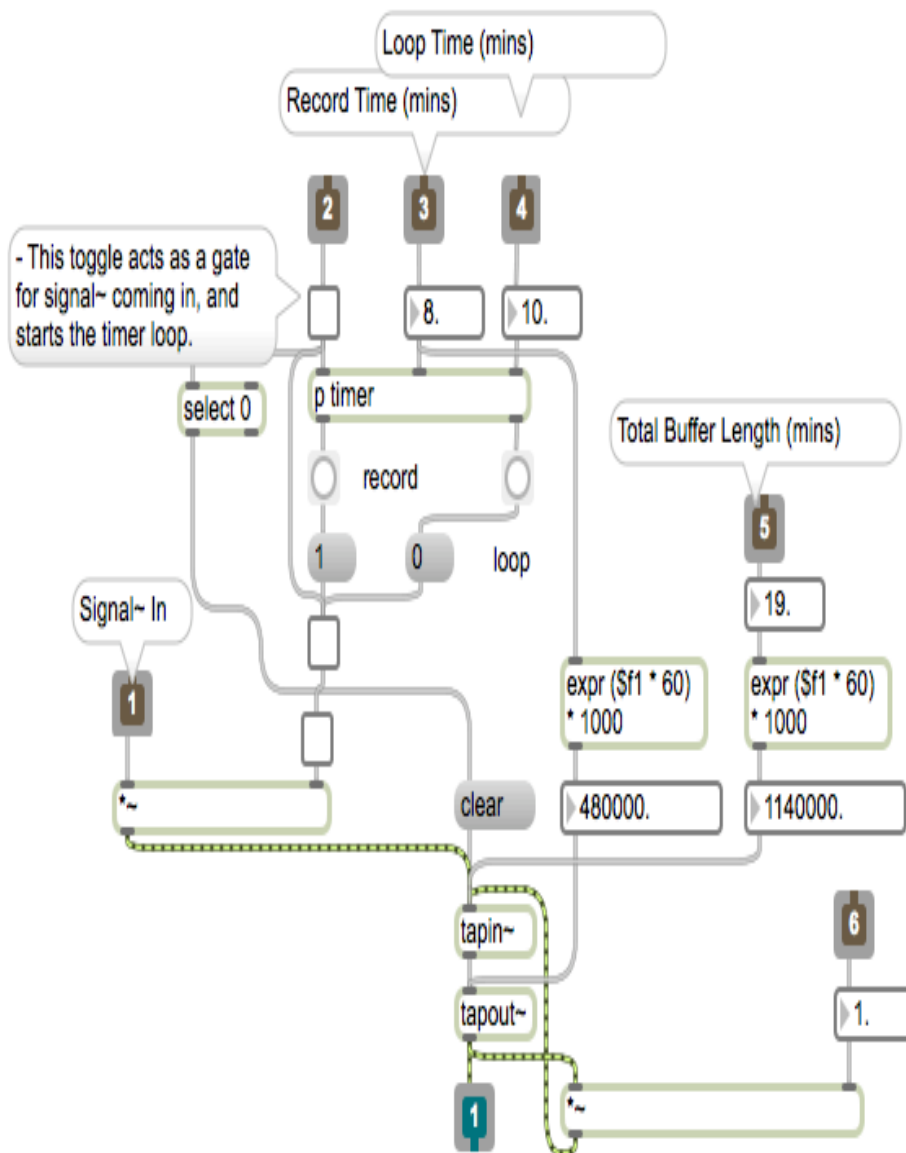 Loop Time (mins)
Record Time (mins)
2
3
4
- This toggle acts as a gate
for signal~ coming in, and
starts the timer loop.
8.
10.
select 0
p timer
Total Buffer Length (mins)
record
5
1
0
loop
19.
Signal~ In
1
expr ($f1 * 60)
* 1000
expr ($f1 * 60)
* 1000
*~
clear
480000.
1140000.
tapin~
6
tapout~
1.
1
*~